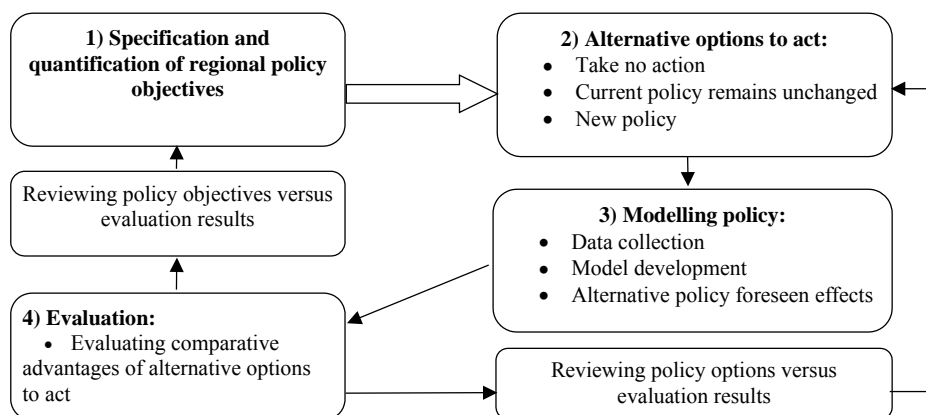 1) Specification and
quantification of regional policy
objectives
2) Alternative options to act:
• Take no action
• Current policy remains unchanged
• New policy
Reviewing policy objectives versus
evaluation results
3) Modelling policy:
• Data collection
• Model development
• Alternative policy foreseen effects
4) Evaluation:
• Evaluating comparative
advantages of alternative options
to act
Reviewing policy options versus
evaluation results